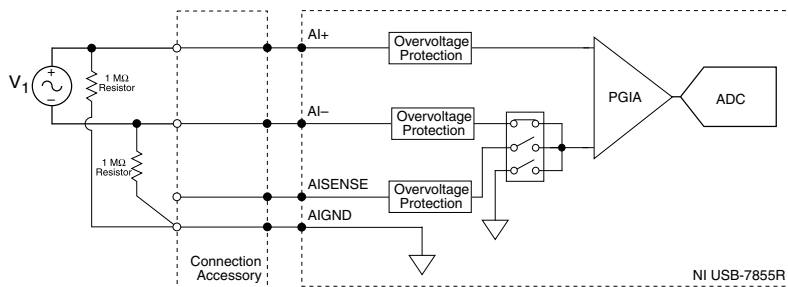 AI+
Overvoltage
Protection
V1
+
–
1 MΩ
Resistor
PGIA
ADC
AI–
Overvoltage
Protection
1 MΩ
Resistor
AISENSE
Overvoltage
Protection
AIGND
Connection
Accessory
NI USB-7855R